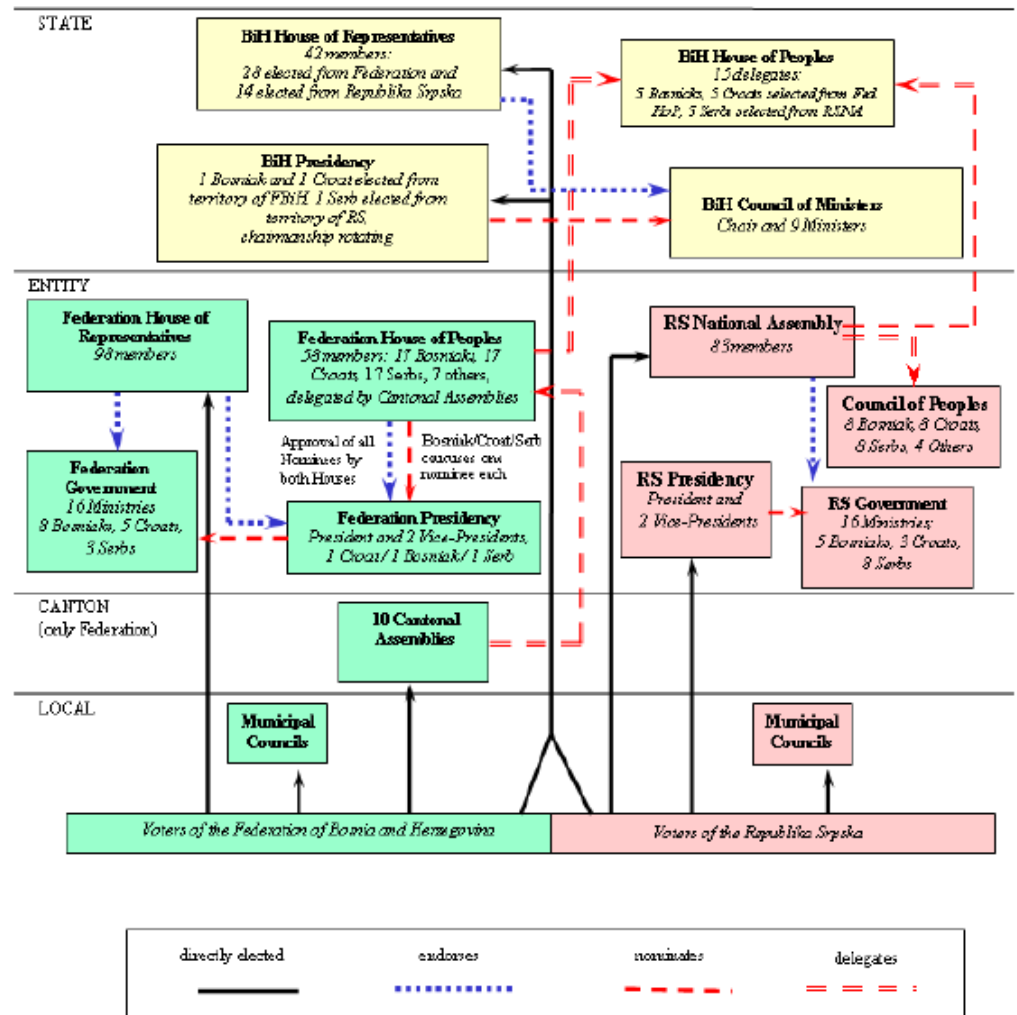 STATE
BiH House of Representatives
42 members:
28 elected from Federation and
14 elected from Republika Srpska
BiH House of Peoples
15 delegates:
5 Bosniaks, 5 Croats selected from Fed.
HoP, 5 Serbs selected from RSNA
BiH Presidency
1 Bosniak and 1 Croat elected from
territory of FBiH, 1 Serb elected from
territory of RS,
chairmanship rotating
BiH Council of Ministers
Chair and 9 Ministers
ENTITY
Federation House of
Representatives
98 members
Federation House of Peoples
58 members: 17 Bosniaks, 17
Croats, 17 Serbs, 7 others,
delegated by Cantonal Assemblies
RS National Assembly
83 members
Council of Peoples
8 Bosniak, 8 Croats,
8 Serbs, 4 Others
Approval of all
Nominees by
both Houses
Bosniak/Croat/Serb
caucuses one
nominee each
Federation
Government
16 Ministries
8 Bosniaks, 5 Croats,
3 Serbs
Federation Presidency
President and 2 Vice-Presidents,
1 Croat/ 1 Bosniak/ 1 Serb
RS Presidency
President and
2 Vice-Presidents
RS Government
16 Ministries;
5 Bosniaks, 3 Croats,
8 Serbs
CANTON
(only Federation)
10 Cantonal
Assemblies
LOCAL
Municipal
Councils
Municipal
Councils
Voters of the Federation of Bosnia and Herzegovina
Voters of the Republika Srpska
directly elected
endorses
nominates
delegates